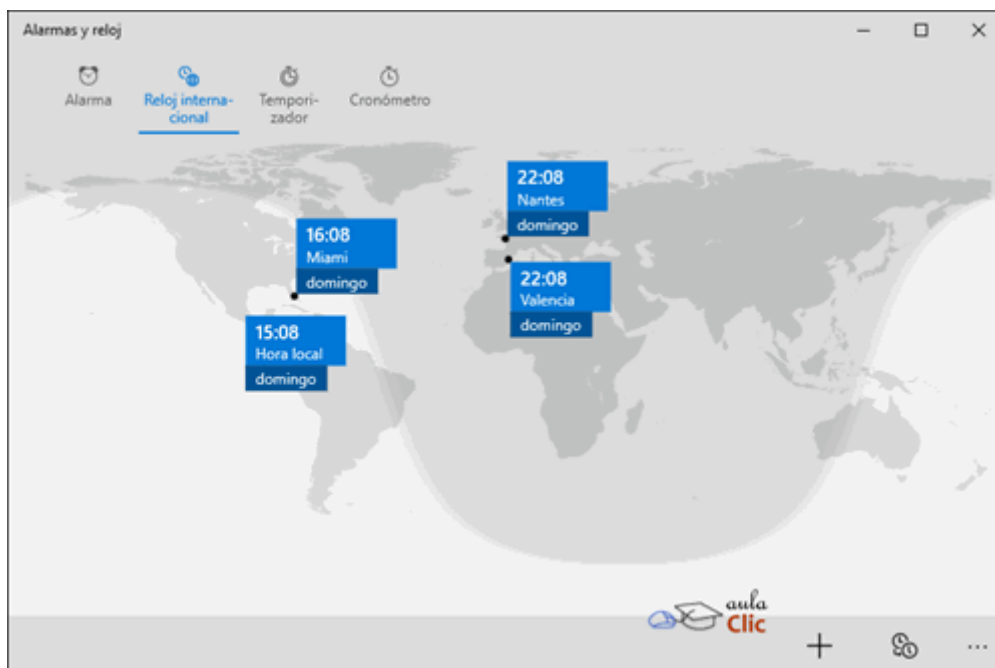 Alarmas y reloj
Alarma
Reloj interna-
cional
Tempori-
zador
Cronómetro
22:08
Nantes
domingo
16:08
Miami
domingo
22:08
Valencia
domingo
15:08
Hora local
domingo
aula
Clic